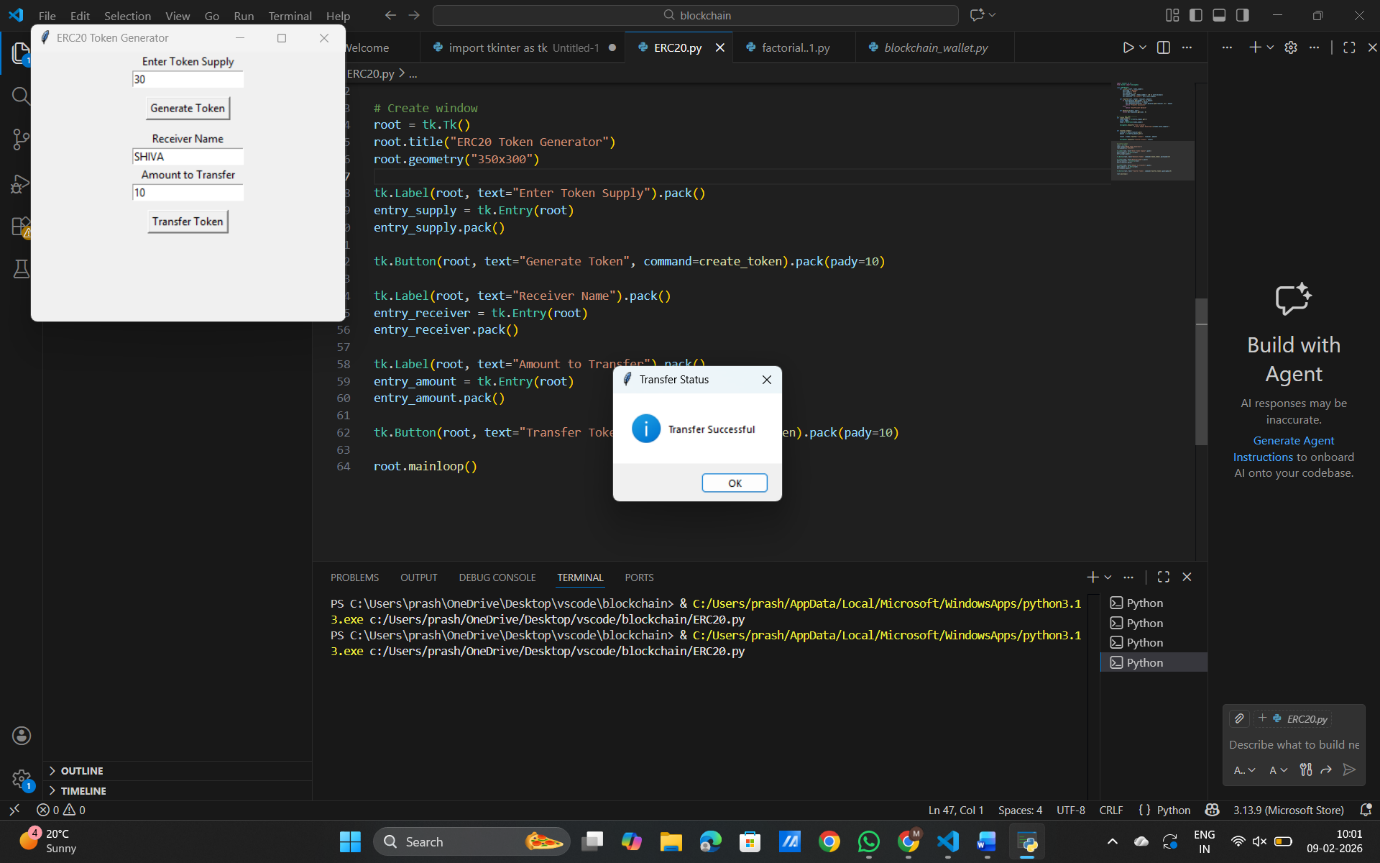 File Edit Selection View Go Run Terminal Help
blockchain
ERC20 Token Generator
Enter Token Supply
30
Generate Token
Receiver Name
SHIVA
Amount to Transfer
10
Transfer Token
Welcome
import tkinter as tk Untitled-1
ERC20.py
factorial..1.py
blockchain_wallet.py
ERC20.py > ...
# Create window
root = tk.Tk()
root.title("ERC20 Token Generator")
root.geometry("350x300")
tk.Label(root, text="Enter Token Supply").pack()
entry_supply = tk.Entry(root)
entry_supply.pack()
tk.Button(root, text="Generate Token", command=create_token).pack(pady=10)
tk.Label(root, text="Receiver Name").pack()
entry_receiver = tk.Entry(root)
56 entry_receiver.pack()
57
58 tk.Label(root, text="Amount to Transfer").pack()
59 entry_amount = tk.Entry(root)
60 entry_amount.pack()
61
62 tk.Button(root, text="Transfer Toke en).pack(pady=10)
63
64 root.mainloop()
Transfer Status
Transfer Successful
OK
Build with
Agent
AI responses may be
inaccurate.
Generate Agent
Instructions to onboard
AI onto your codebase.
PROBLEMS OUTPUT DEBUG CONSOLE TERMINAL PORTS
PS C:\Users\prash\OneDrive\Desktop\vscode\blockchain> & C:/Users/prash/AppData/Local/Microsoft/WindowsApps/python3.1
3.exe c:/Users/prash/OneDrive/Desktop/vscode/blockchain/ERC20.py
PS C:\Users\prash\OneDrive\Desktop\vscode\blockchain> & C:/Users/prash/AppData/Local/Microsoft/WindowsApps/python3.1
3.exe c:/Users/prash/OneDrive/Desktop/vscode/blockchain/ERC20.py
Python
Python
Python
Python
ERC20.py
Describe what to build ne
A..
A
OUTLINE
TIMELINE
1
1
0 0
Ln 47, Col 1 Spaces: 4 UTF-8 CRLF { } Python 3.13.9 (Microsoft Store)
4
20°C
Sunny
Search
M
ENG
IN
10:01
09-02-2026